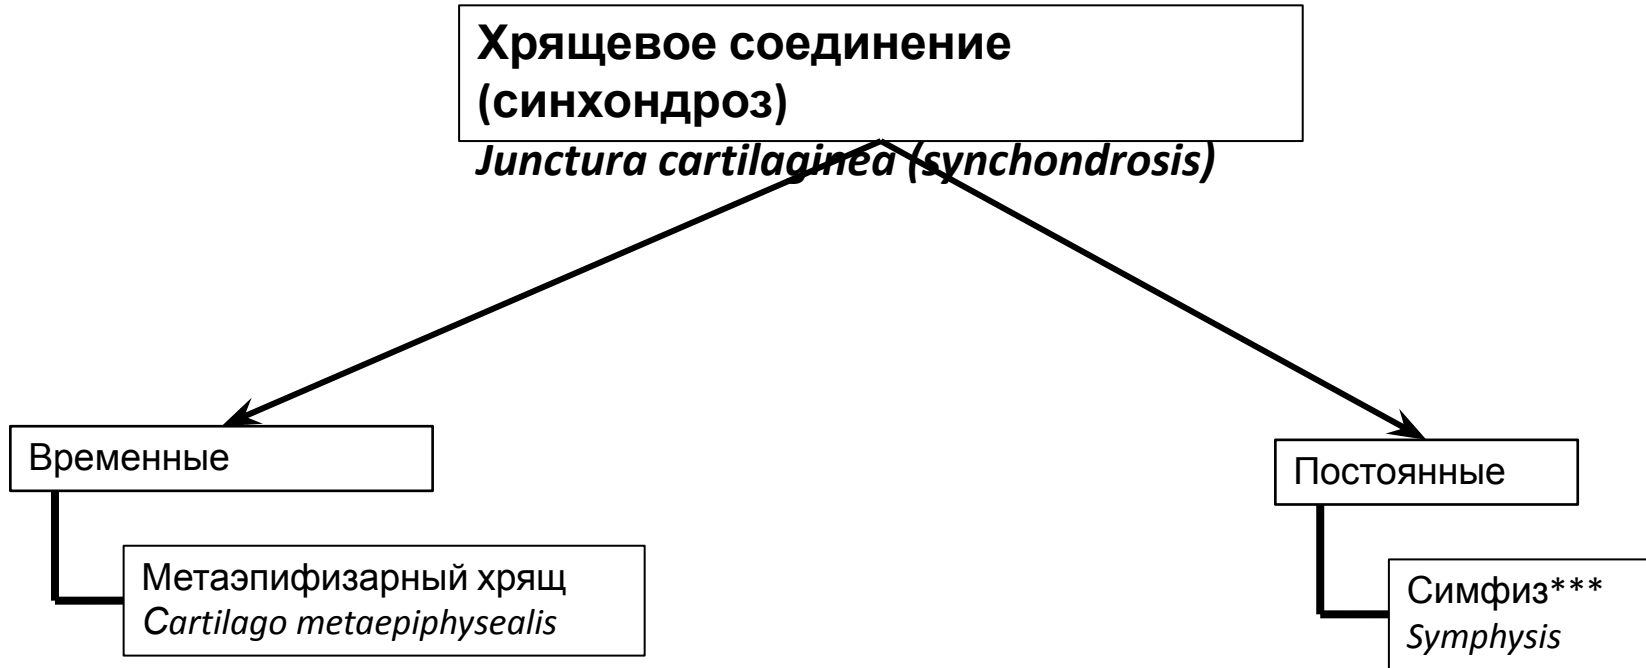 Хрящевое соединение
(синхондроз)
Junctura cartilaginea (synchondrosis)
Временные
Постоянные
Метаэпифизарный хрящ
Cartilago metaepiphysealis
Симфиз***
Symphysis